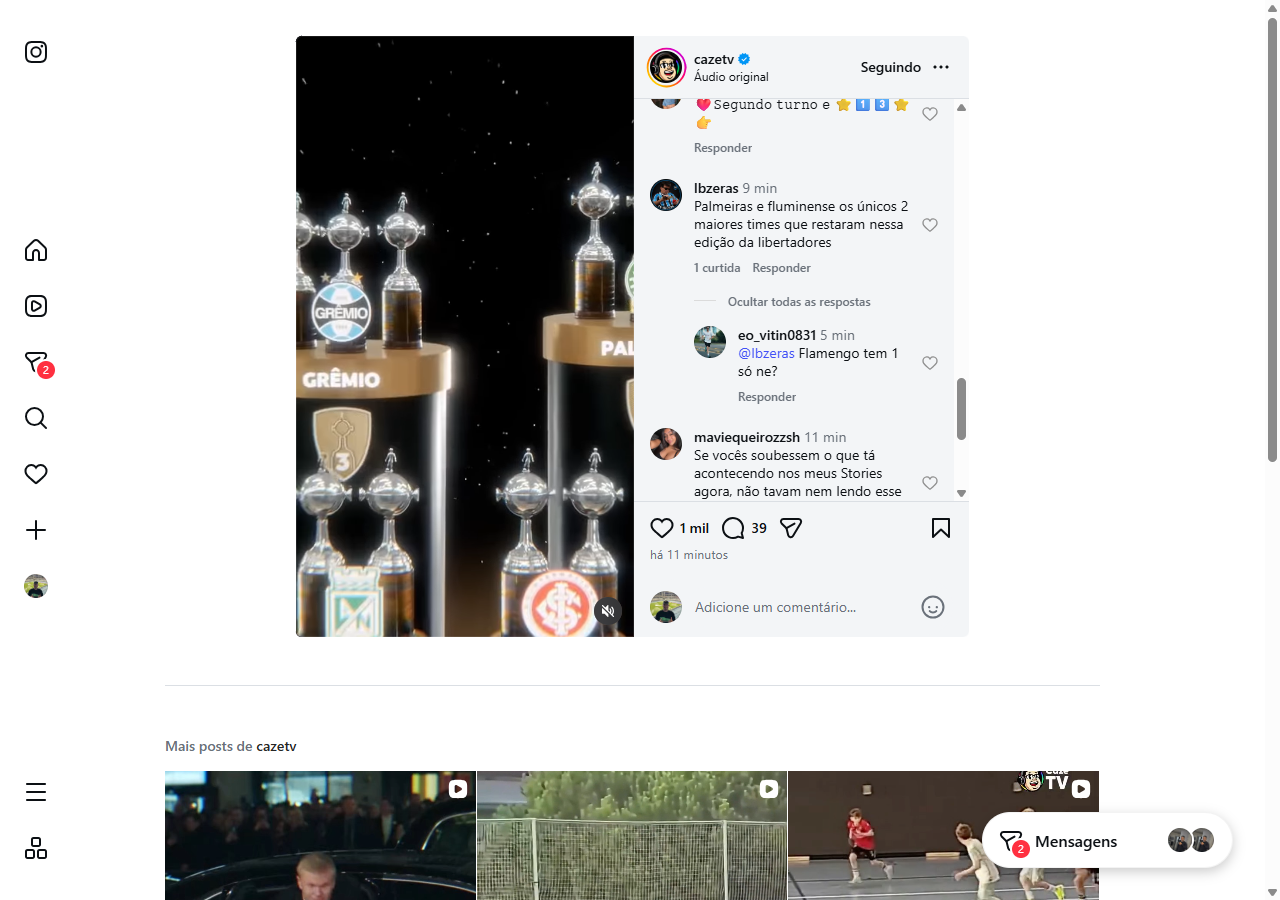 GRÊMIO
GRÊMIO
3
PAL
cazetv
Áudio original
Seguindo
❤️Segundo turno e ⭐ 1️⃣ 3️⃣ ⭐
👉
Responder
lbzeras 9 min
Palmeiras e fluminense os únicos 2
maiores times que restaram nessa
edição da libertadores
1 curtida Responder
Ocultar todas as respostas
eo_vitin0831 5 min
@lbzeras Flamengo tem 1
só ne?
Responder
maviequeirozzsh 11 min
Se vocês soubessem o que tá
acontecendo nos meus Stories
agora, não tavam nem lendo esse
1 mil 39
há 11 minutos
Adicione um comentário...
2
Mais posts de cazetv
TV
2
Mensagens